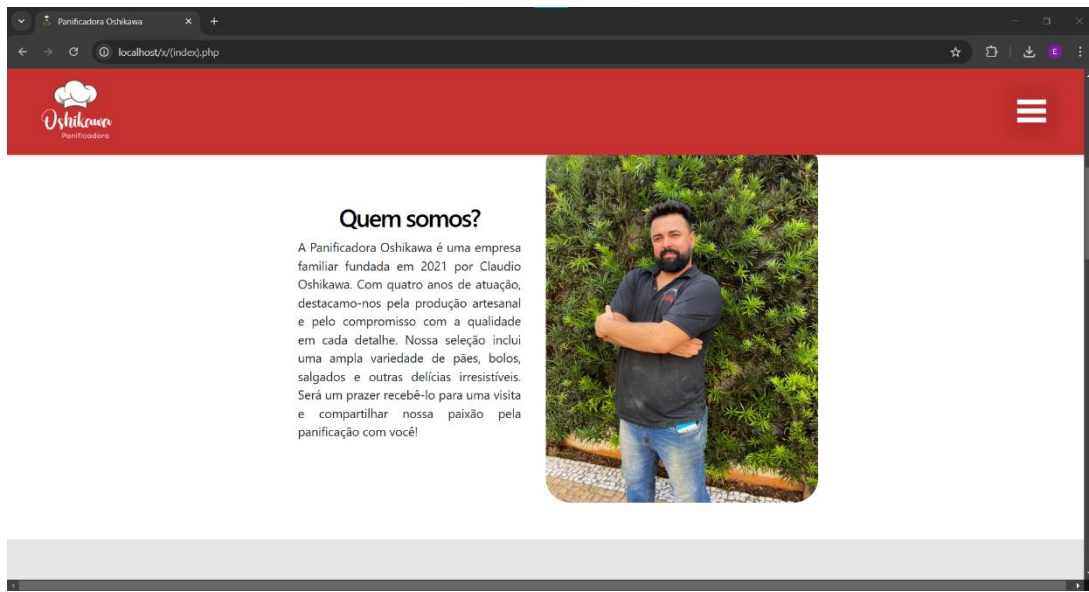 Panificadora Oshikawa
localhost/x/(index).php
E
Oshikawa
Panificadora
Quem somos?
A Panificadora Oshikawa é uma empresa
familiar fundada em 2021 por Claudio
Oshikawa. Com quatro anos de atuação,
destacamo-nos pela produção artesanal
e pelo compromisso com a qualidade
em cada detalhe. Nossa seleção inclui
uma ampla variedade de pães, bolos,
salgados e outras delícias irresistíveis.
Será um prazer recebê-lo para uma visita
e compartilhar nossa paixão pela
panificação com você!